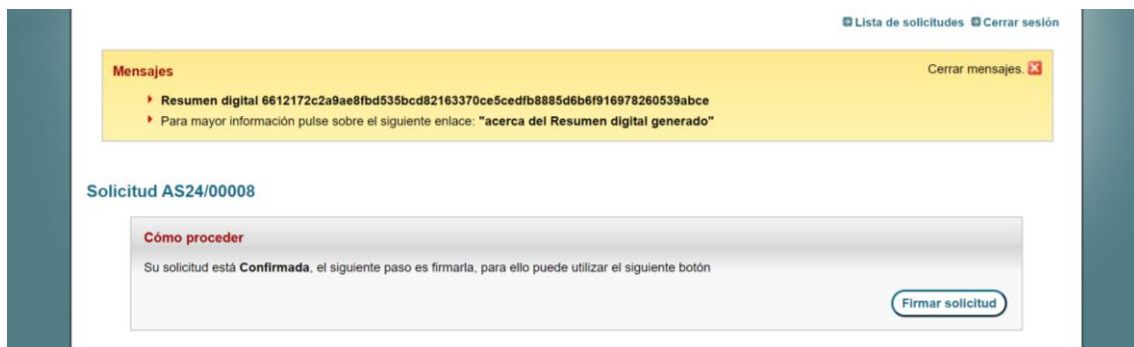 Lista de solicitudes Cerrar sesión
Mensajes
Cerrar mensajes.
Resumen digital 6612172c2a9ae8fbd535bcd82163370ce5cedfb8885d6b6f916978260539abce
Para mayor información pulse sobre el siguiente enlace: "acerca del Resumen digital generado"
Solicitud AS24/00008
Cómo proceder
Su solicitud está Confirmada, el siguiente paso es firmarla, para ello puede utilizar el siguiente botón
Firmar solicitud